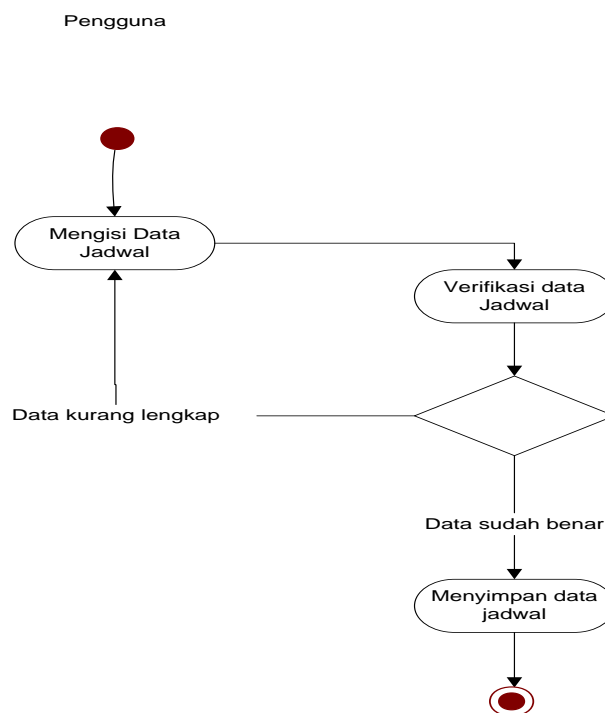 Pengguna
Mengisi Data
Jadwal
Verifikasi data
Jadwal
Data kurang lengkap
Data sudah benar
Menyimpan data
jadwal